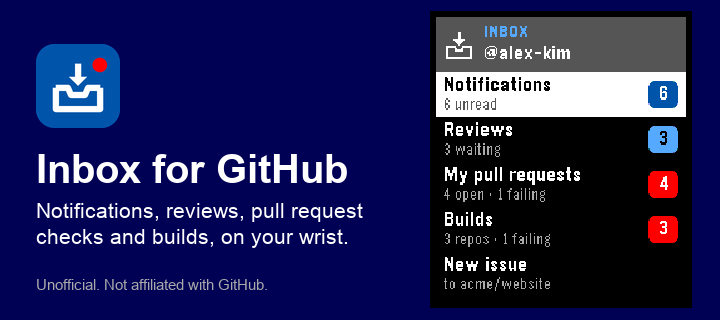 Inbox for GitHub
Notifications, reviews, pull request
checks and builds, on your wrist.
Unofficial. Not affiliated with GitHub.
INBOX
@alex-kim
Notifications
6 unread
6
Reviews
3 waiting
3
My pull requests
4 open · 1 failing
4
Builds
3 repos · 1 failing
3
New issue
to acme/website